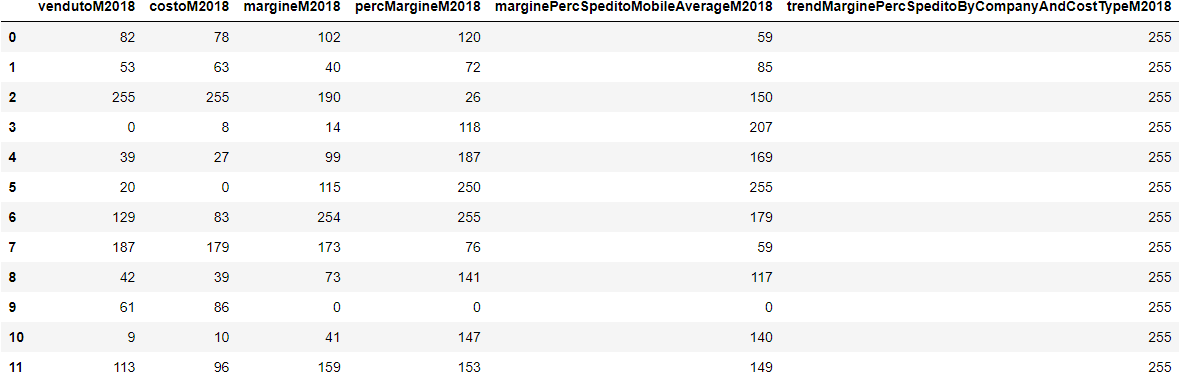 vendutoM2018 costoM2018 margineM2018 percMargineM2018 marginePercSpeditoMobileAverageM2018 trendMarginePercSpeditoByCompanyAndCostTypeM2018
0 82 78 102 120 59 255
1 53 63 40 72 85 255
2 255 255 190 26 150 255
3 0 8 14 118 207 255
4 39 27 99 187 169 255
5 20 0 115 250 255 255
6 129 83 254 255 179 255
7 187 179 173 76 59 255
8 42 39 73 141 117 255
9 61 86 0 0 0 255
10 9 10 41 147 140 255
11 113 96 159 153 149 255